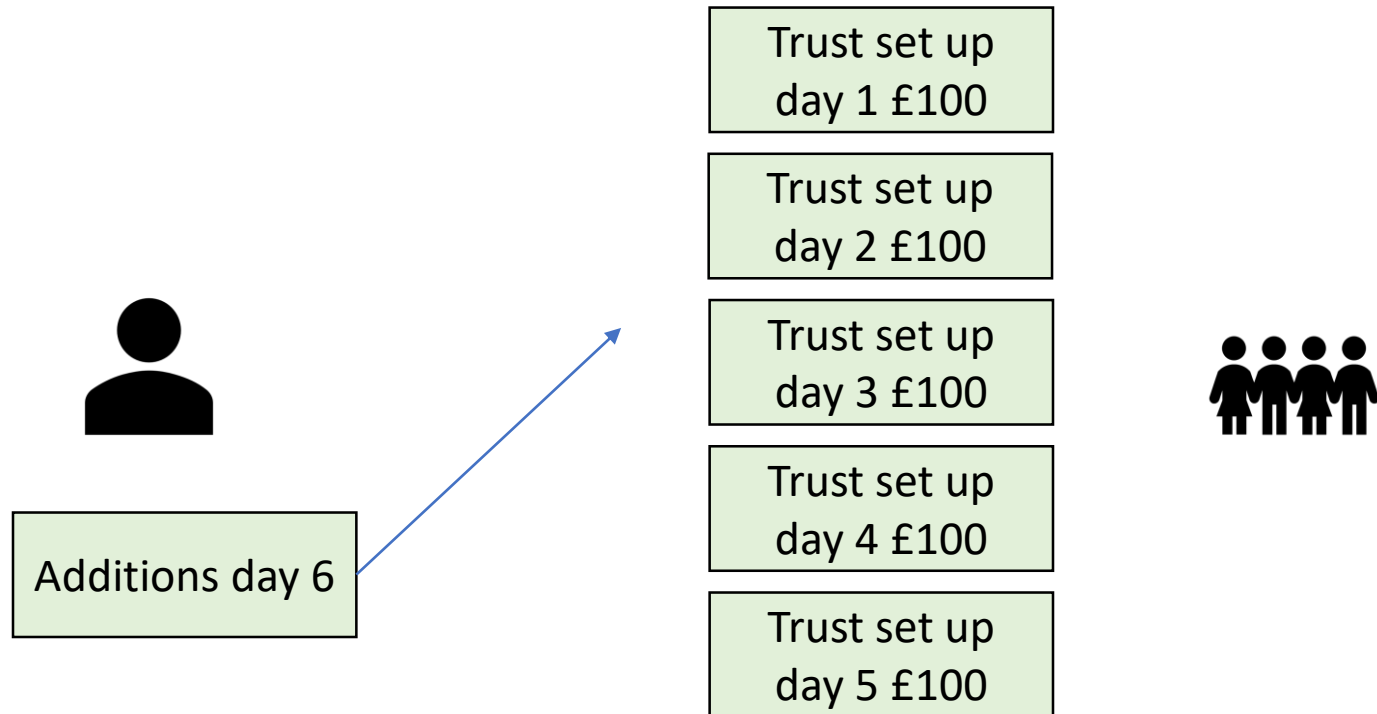 Trust set up
day 1 £100
Trust set up
day 2 £100
Trust set up
day 3 £100
Trust set up
day 4 £100
Trust set up
day 5 £100
Additions day 6